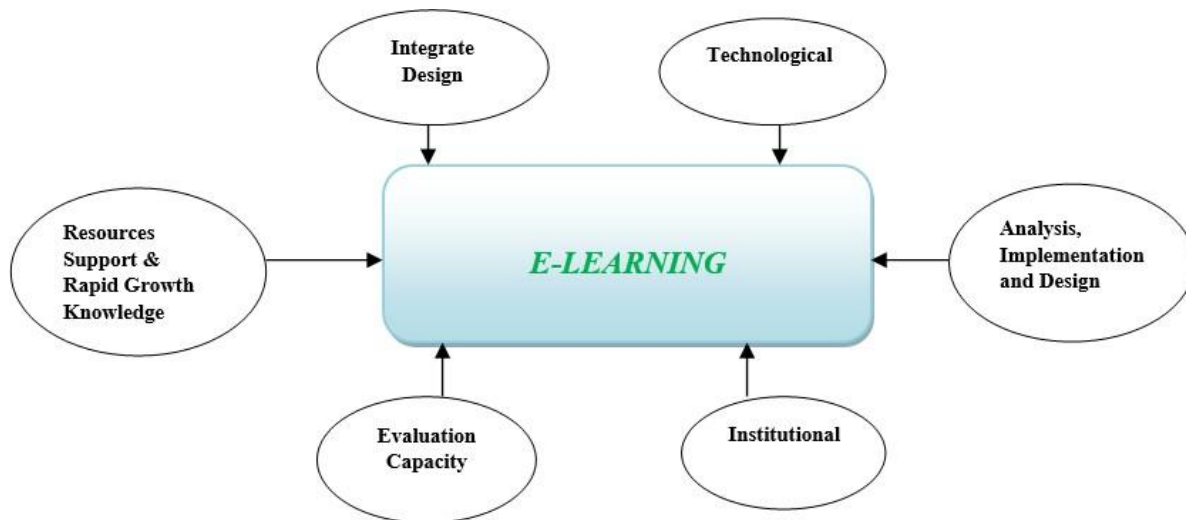 Integrate
Design
Technological
Resources
Support &
Rapid Growth
Knowledge
E-LEARNING
Analysis,
Implementation
and Design
Evaluation
Capacity
Institutional